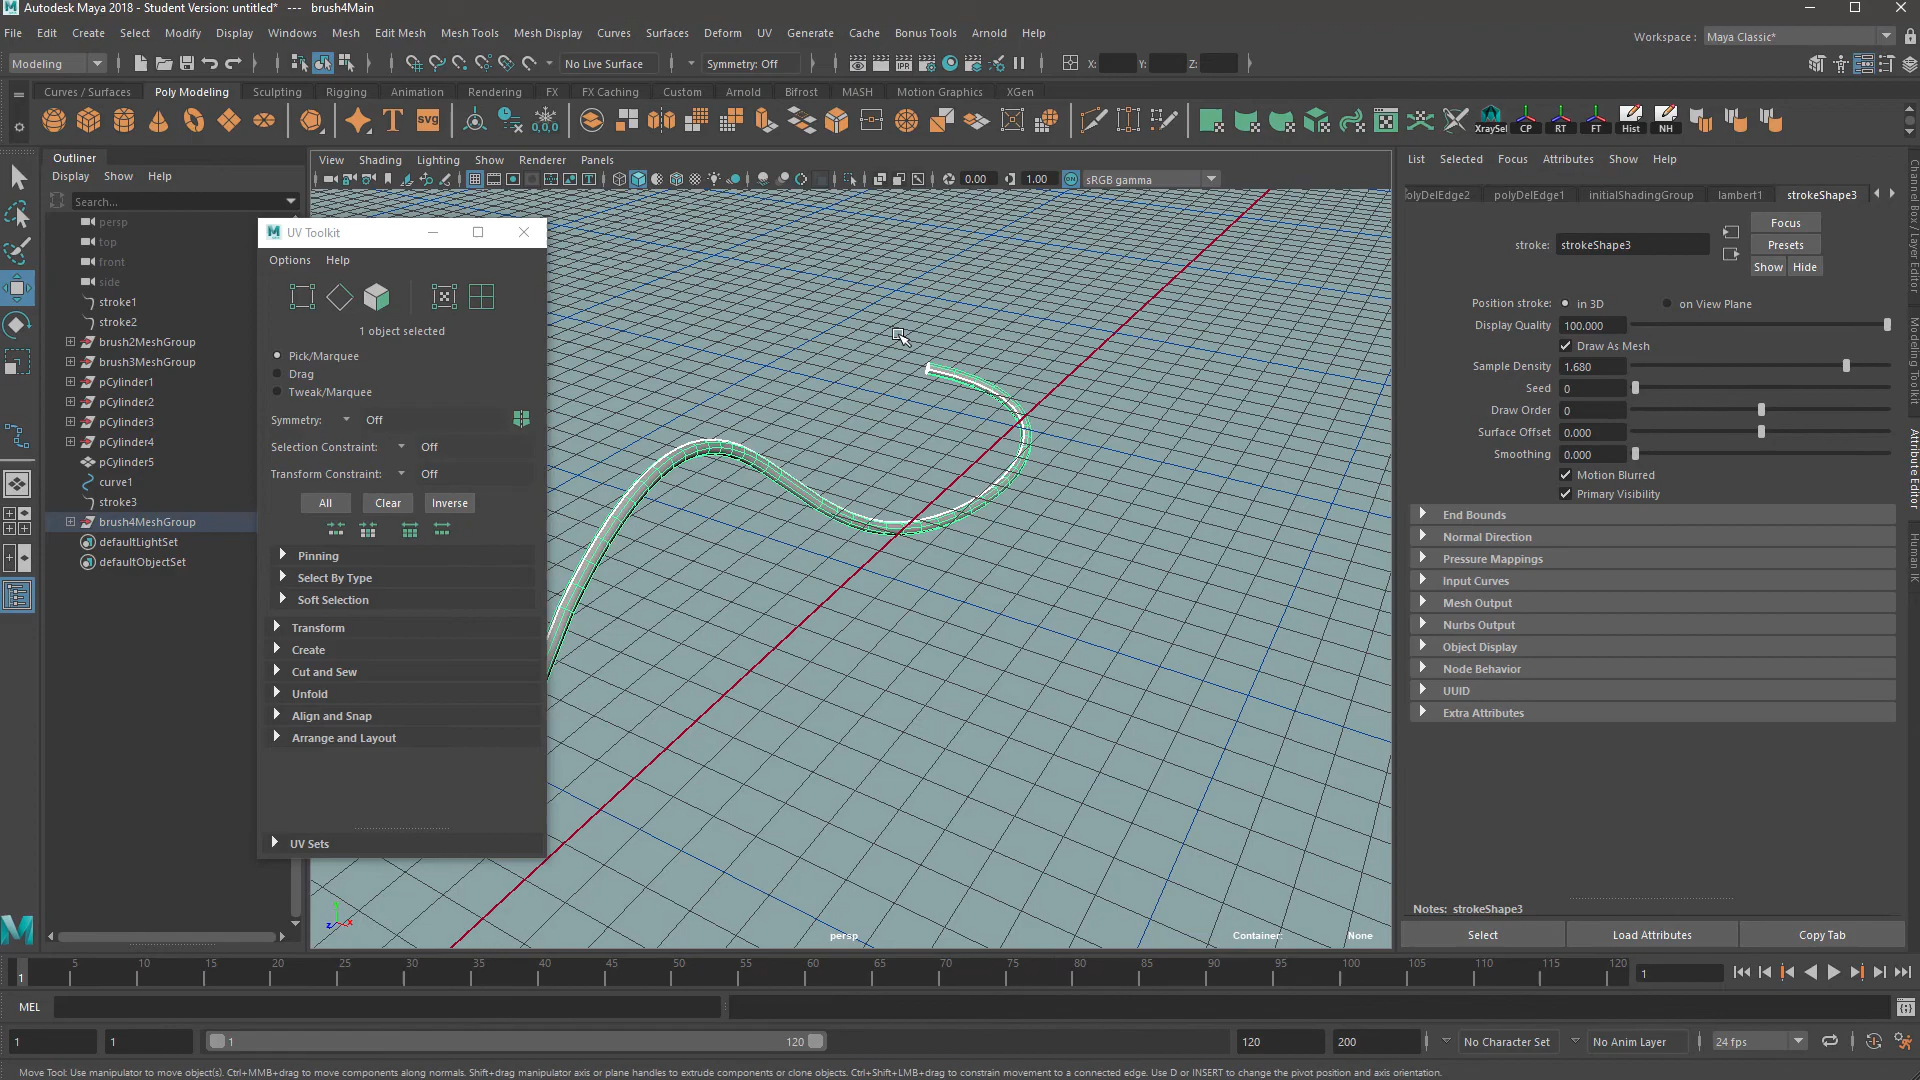 Autodesk Maya 2018 - Student Version: untitled*   ---   brush4Main
File Edit Create Select Modify Display Windows Mesh Edit Mesh Mesh Tools Mesh Display Curves Surfaces Deform UV Generate Cache Bonus Tools Arnold Help
Workspace : Maya Classic*
Modeling No Live Surface Symmetry: Off X: Y: Z:
Curves / Surfaces Poly Modeling Sculpting Rigging Animation Rendering FX FX Caching Custom Arnold Bifrost MASH Motion Graphics XGen
T svg 0,0,0 XraySel CP RT FT Hist NH
Outliner
Display Show Help
Search...
persp
top
front
side
stroke1
stroke2
brush2MeshGroup
brush3MeshGroup
pCylinder1
pCylinder2
pCylinder3
pCylinder4
pCylinder5
curve1
stroke3
brush4MeshGroup
defaultLightSet
defaultObjectSet
UV Toolkit
Options Help
1 object selected
Pick/Marquee
Drag
Tweak/Marquee
Symmetry: Off
Selection Constraint: Off
Transform Constraint: Off
All Clear Inverse
Pinning
Select By Type
Soft Selection
Transform
Create
Cut and Sew
Unfold
Align and Snap
Arrange and Layout
UV Sets
View Shading Lighting Show Renderer Panels
0.00 1.00 ON sRGB gamma
persp
Container: None
List Selected Focus Attributes Show Help
olyDelEdge2 polyDelEdge1 initialShadingGroup lambert1 strokeShape3
Focus
stroke: strokeShape3 Presets
Show Hide
Position stroke: in 3D on View Plane
Display Quality 100.000
Draw As Mesh
Sample Density 1.680
Seed 0
Draw Order 0
Surface Offset 0.000
Smoothing 0.000
Motion Blurred
Primary Visibility
End Bounds
Normal Direction
Pressure Mappings
Input Curves
Mesh Output
Nurbs Output
Object Display
Node Behavior
UUID
Extra Attributes
Notes: strokeShape3
Select Load Attributes Copy Tab
Channel Box / Layer Editor
Modeling Toolkit
Attribute Editor
Human IK
1 5 10 15 20 25 30 35 40 45 50 55 60 65 70 75 80 85 90 95 100 105 110 115 120 1
MEL
1 1 1 120 120 200 No Character Set No Anim Layer 24 fps
Move Tool: Use manipulator to move object(s). Ctrl+MMB+drag to move components along normals. Shift+drag manipulator axis or plane handles to extrude components or clone objects. Ctrl+Shift+LMB+drag to constrain movement to a connected edge. Use D or INSERT to change the pivot position and axis orientation.